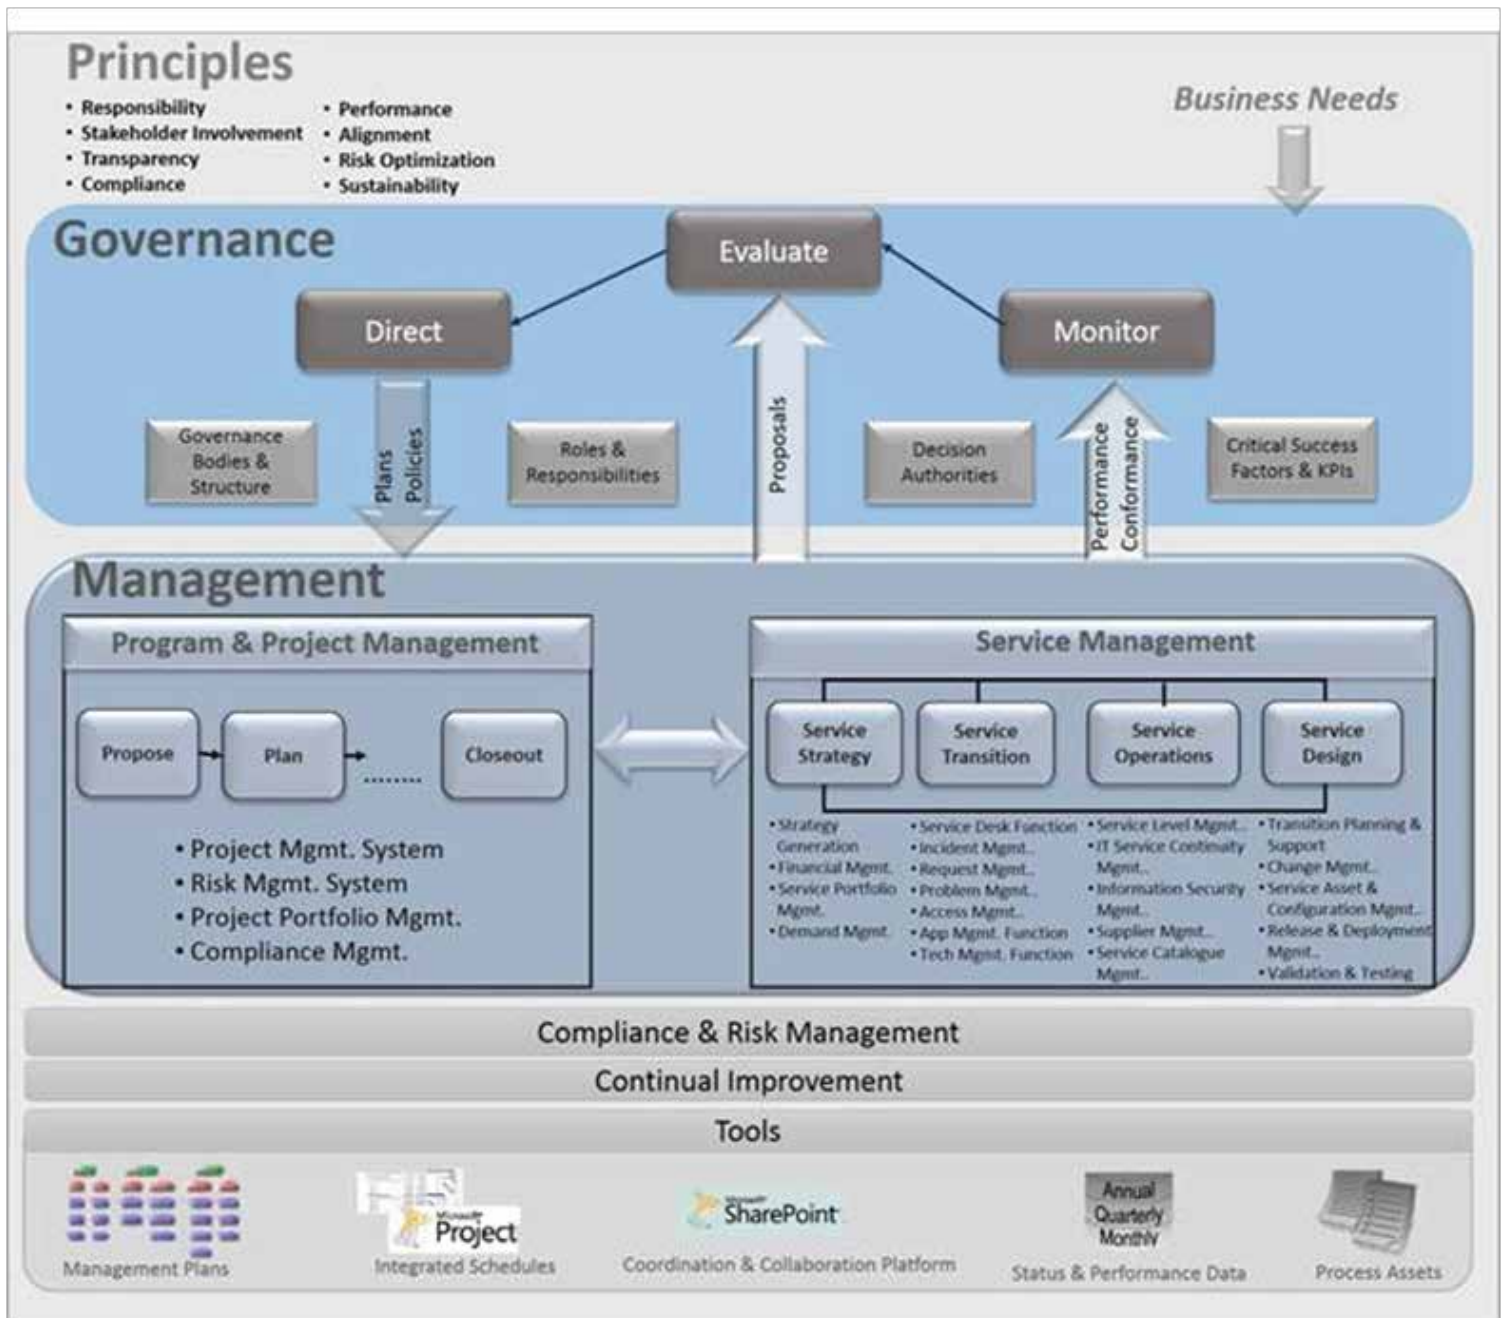 Principles
• Responsibility
• Stakeholder Involvement
• Transparency
• Compliance
• Performance
• Alignment
• Risk Optimization
• Sustainability
Business Needs
Governance
Evaluate
Direct
Monitor
Governance
Bodies &
Structure
Plans
Policies
Roles &
Responsibilities
Proposals
Decision
Authorities
Performance
Conformance
Critical Success
Factors & KPIs
Management
Program & Project Management
Propose
Plan
........
Closeout
• Project Mgmt. System
• Risk Mgmt. System
• Project Portfolio Mgmt.
• Compliance Mgmt.
Service Management
Service
Strategy
Service
Transition
Service
Operations
Service
Design
• Strategy
Generation
• Financial Mgmt.
• Service Portfolio
Mgmt.
• Demand Mgmt.
• Service Desk Function
• Incident Mgmt..
• Request Mgmt..
• Problem Mgmt..
• Access Mgmt..
• App Mgmt. Function
• Tech Mgmt. Function
• Service Level Mgmt..
• IT Service Continuity
Mgmt..
• Information Security
Mgmt..
• Supplier Mgmt..
• Service Catalogue
Mgmt..
• Transition Planning &
Support
• Change Mgmt..
• Service Asset &
Configuration Mgmt..
• Release & Deployment
Mgmt..
• Validation & Testing
Compliance & Risk Management
Continual Improvement
Tools
Management Plans
Microsoft
Project
Integrated Schedules
Microsoft
SharePoint
Coordination & Collaboration Platform
Annual
Quarterly
Monthly
Status & Performance Data
Process Assets